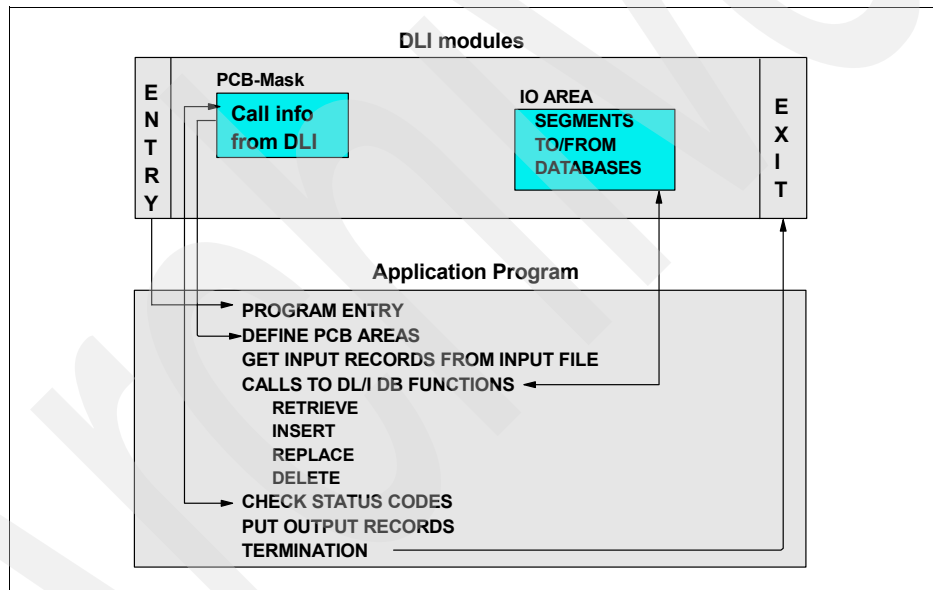 DLI modules
ENTRY
PCB-Mask
Call info
from DLI
IO AREA
SEGMENTS
TO/FROM
DATABASES
EXIT
Application Program
PROGRAM ENTRY
DEFINE PCB AREAS
GET INPUT RECORDS FROM INPUT FILE
CALLS TO DL/I DB FUNCTIONS
RETRIEVE
INSERT
REPLACE
DELETE
CHECK STATUS CODES
PUT OUTPUT RECORDS
TERMINATION